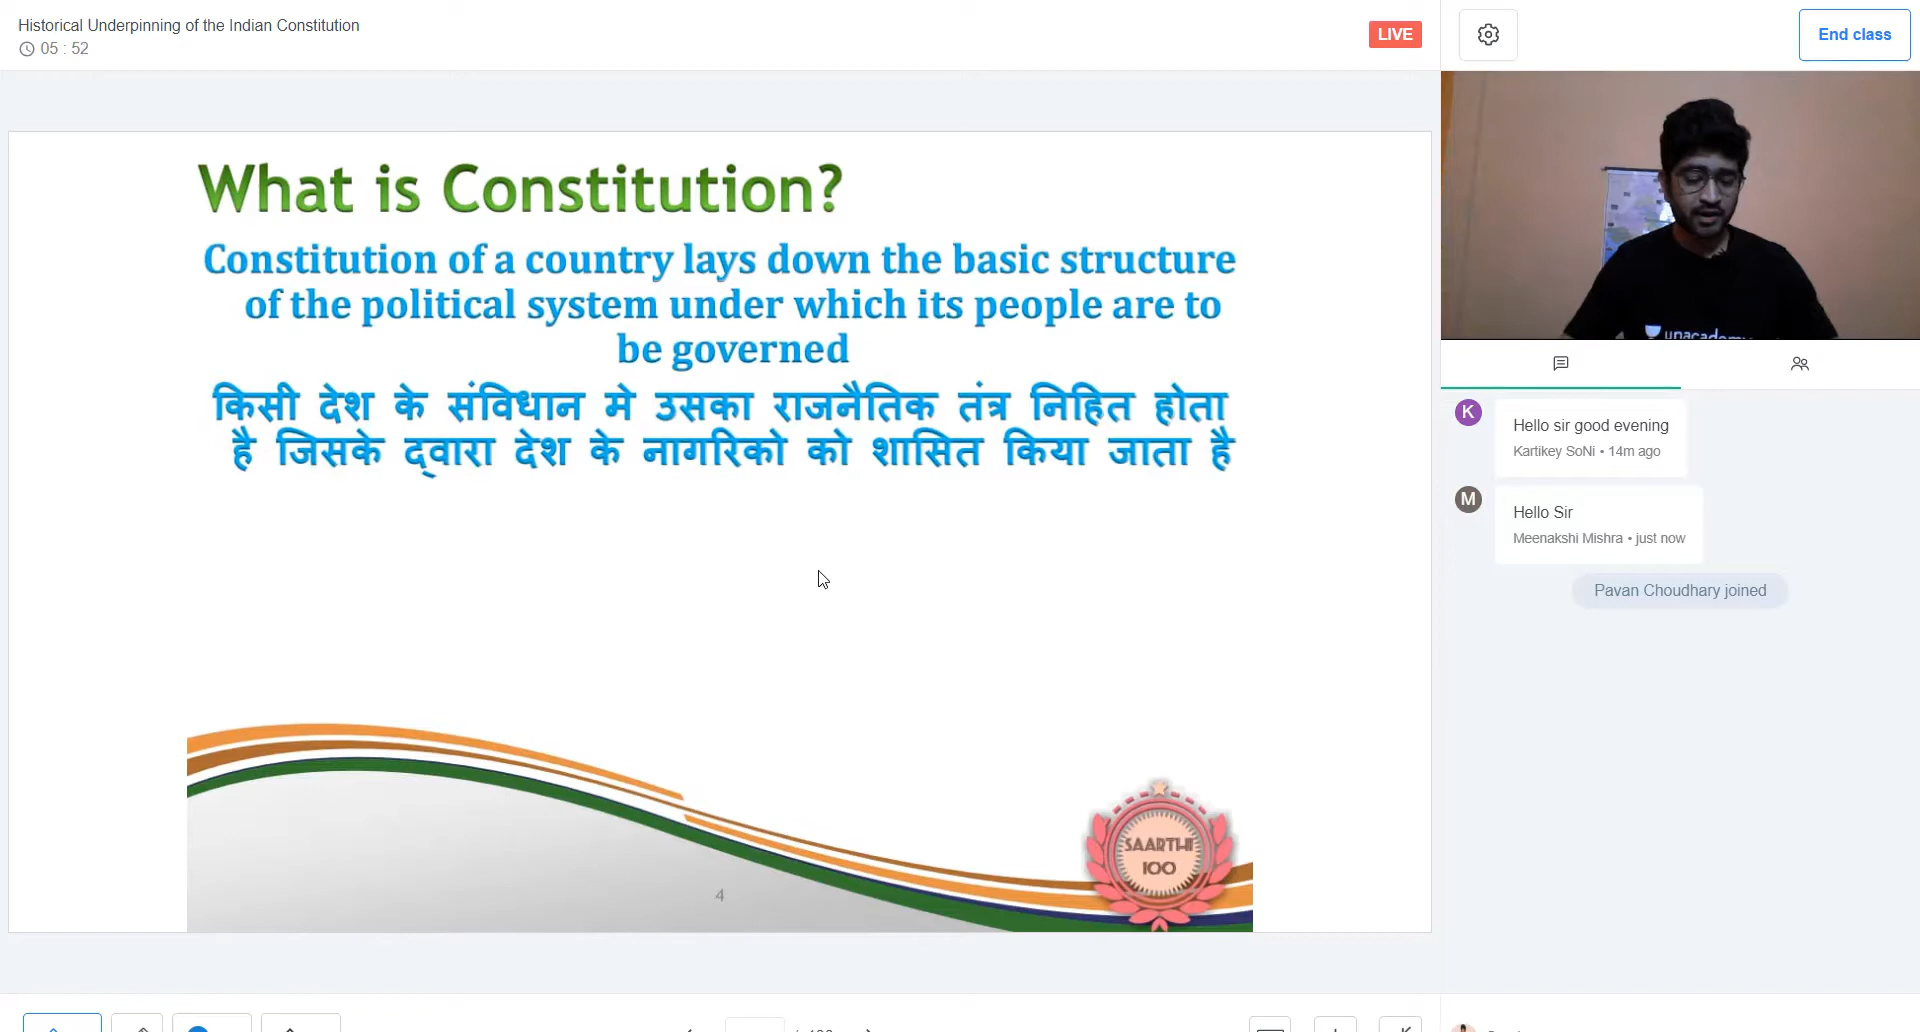 Historical Underpinning of the Indian Constitution
05 : 52
LIVE
End class
What is Constitution?
Constitution of a country lays down the basic structure
of the political system under which its people are to
be governed
किसी देश के संविधान मे उसका राजनैतिक तंत्र निहित होता
है जिसके द्वारा देश के नागरिको को शासित किया जाता है
SAARTHI
100
4
unacademy
K
Hello sir good evening
Kartikey SoNi • 14m ago
M
Hello Sir
Meenakshi Mishra • just now
Pavan Choudhary joined